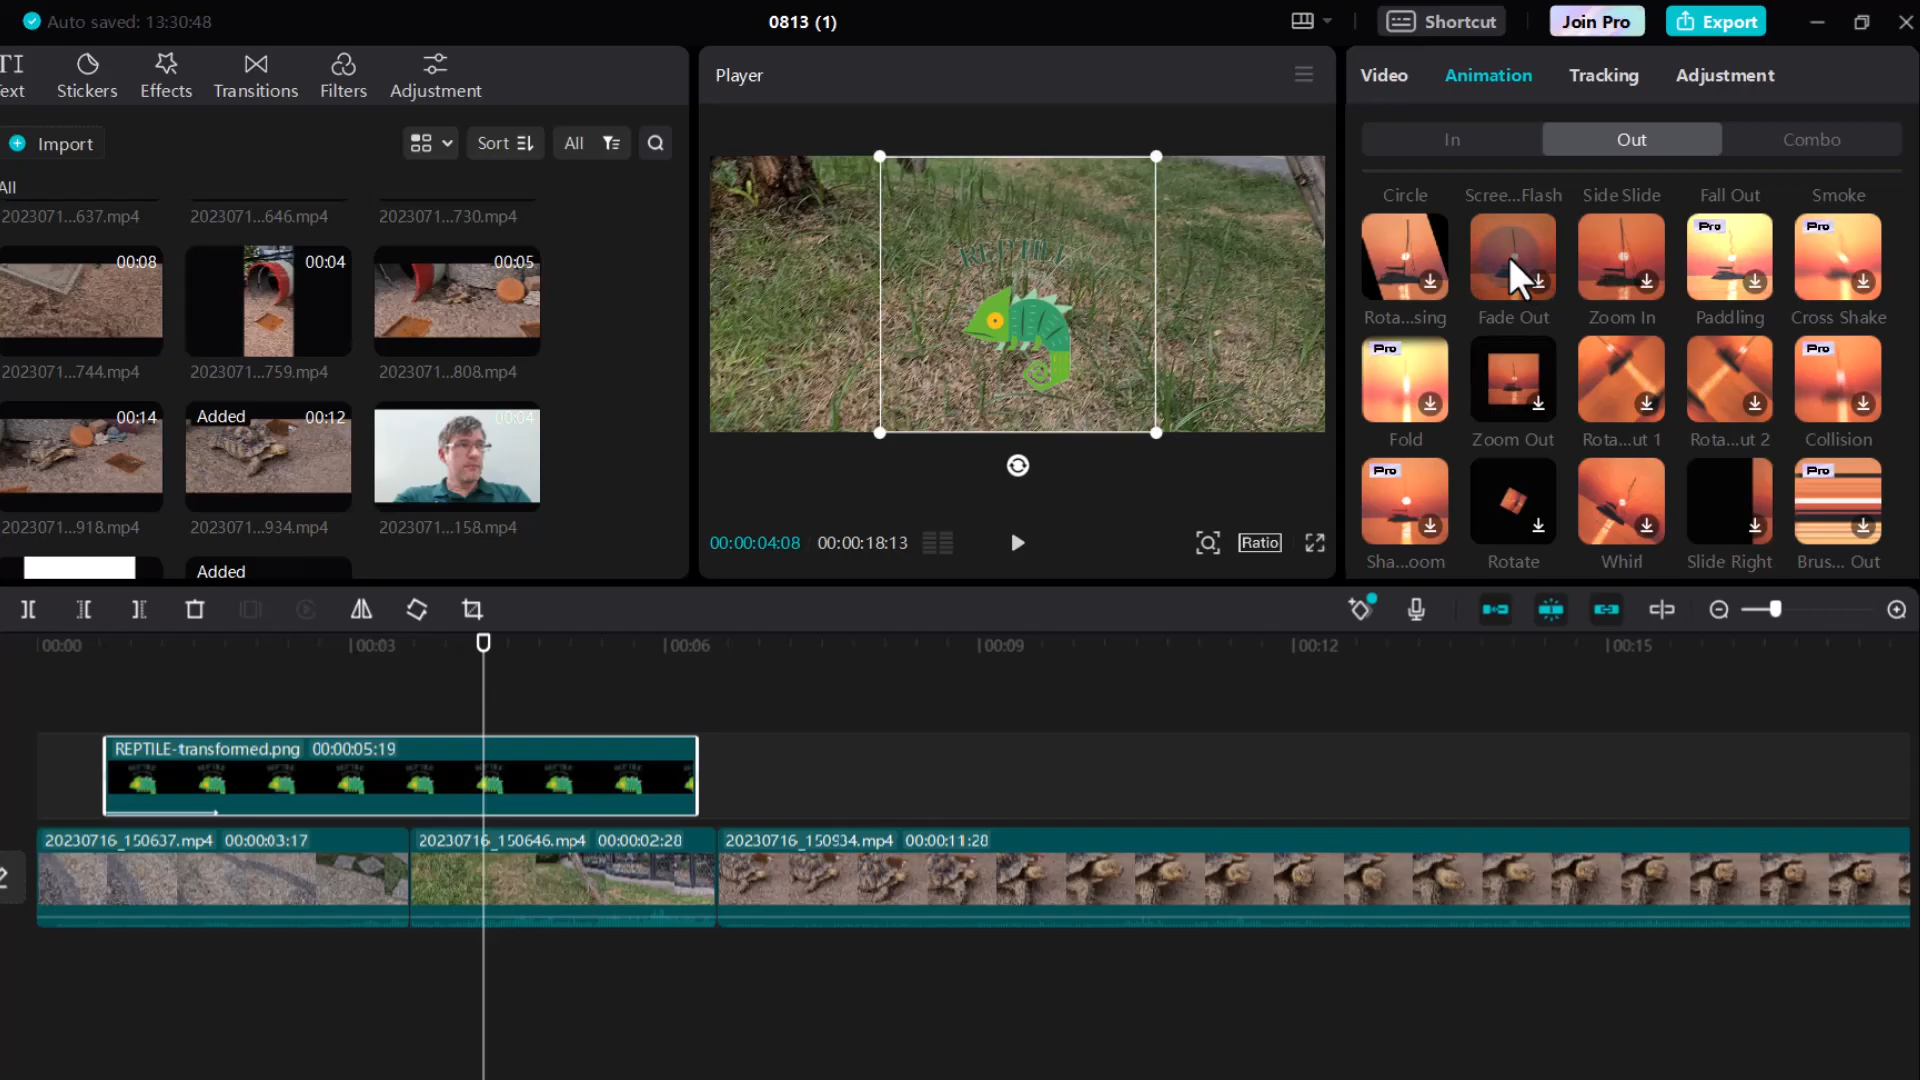 Auto saved: 13:30:48
0813 (1)
Shortcut
Join Pro
Export
Stickers
Effects
Transitions
Filters
Adjustment
Import
Sort
All
All
2023071...637.mp4
2023071...646.mp4
2023071...730.mp4
00:08
00:04
00:05
2023071...744.mp4
2023071...759.mp4
2023071...808.mp4
00:14
Added
00:12
00:04
2023071...918.mp4
2023071...934.mp4
2023071...158.mp4
Added
Player
REPTILE
00:00:04:08
00:00:18:13
Ratio
Video
Animation
Tracking
Adjustment
In
Out
Combo
Circle
Scree...Flash
Side Slide
Fall Out
Smoke
Pro
Pro
Rota...sing
Fade Out
Zoom In
Paddling
Cross Shake
Pro
Pro
Fold
Zoom Out
Rota...ut 1
Rota...ut 2
Collision
Pro
Pro
Sha...oom
Rotate
Whirl
Slide Right
Brus... Out
00:00
00:03
00:06
00:09
00:12
00:15
REPTILE-transformed.png 00:00:05:19
20230716_150637.mp4 00:00:03:17
20230716_150646.mp4 00:00:02:28
20230716_150934.mp4 00:00:11:28